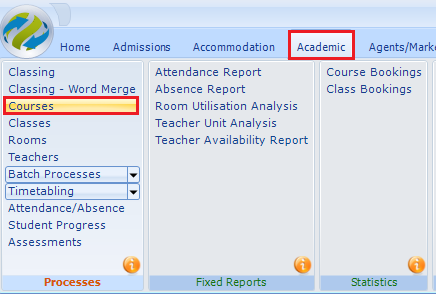 Home Admissions Accommodation Academic Agents/Mark
Classing
Classing - Word Merge
Courses
Classes
Rooms
Teachers
Batch Processes
Timetabling
Attendance/Absence
Student Progress
Assessments
Processes
Attendance Report
Absence Report
Room Utilisation Analysis
Teacher Unit Analysis
Teacher Availability Report
Fixed Reports
Course Bookings
Class Bookings
Statistics